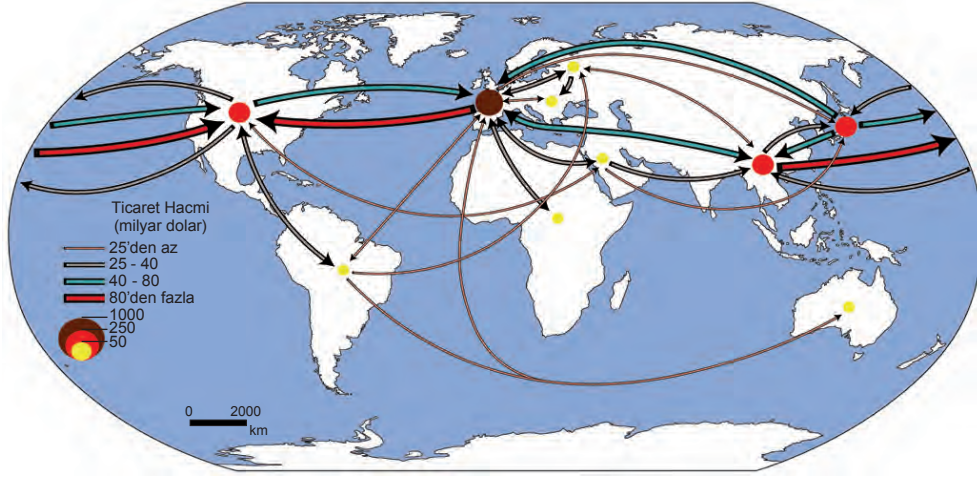 Ticaret Hacmi
(milyar dolar)
25'den az
25 - 40
40 - 80
80'den fazla
1000
250
50
0 2000
km